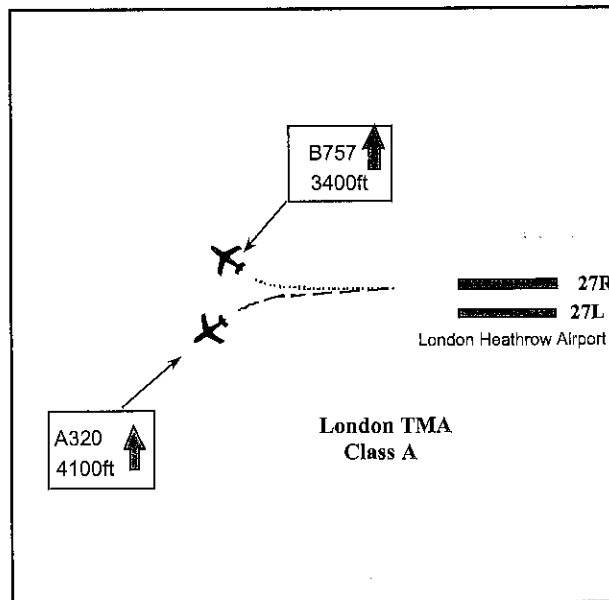 B757
3400ft
27R
27L
London Heathrow Airport
London TMA
Class A
A320
4100ft